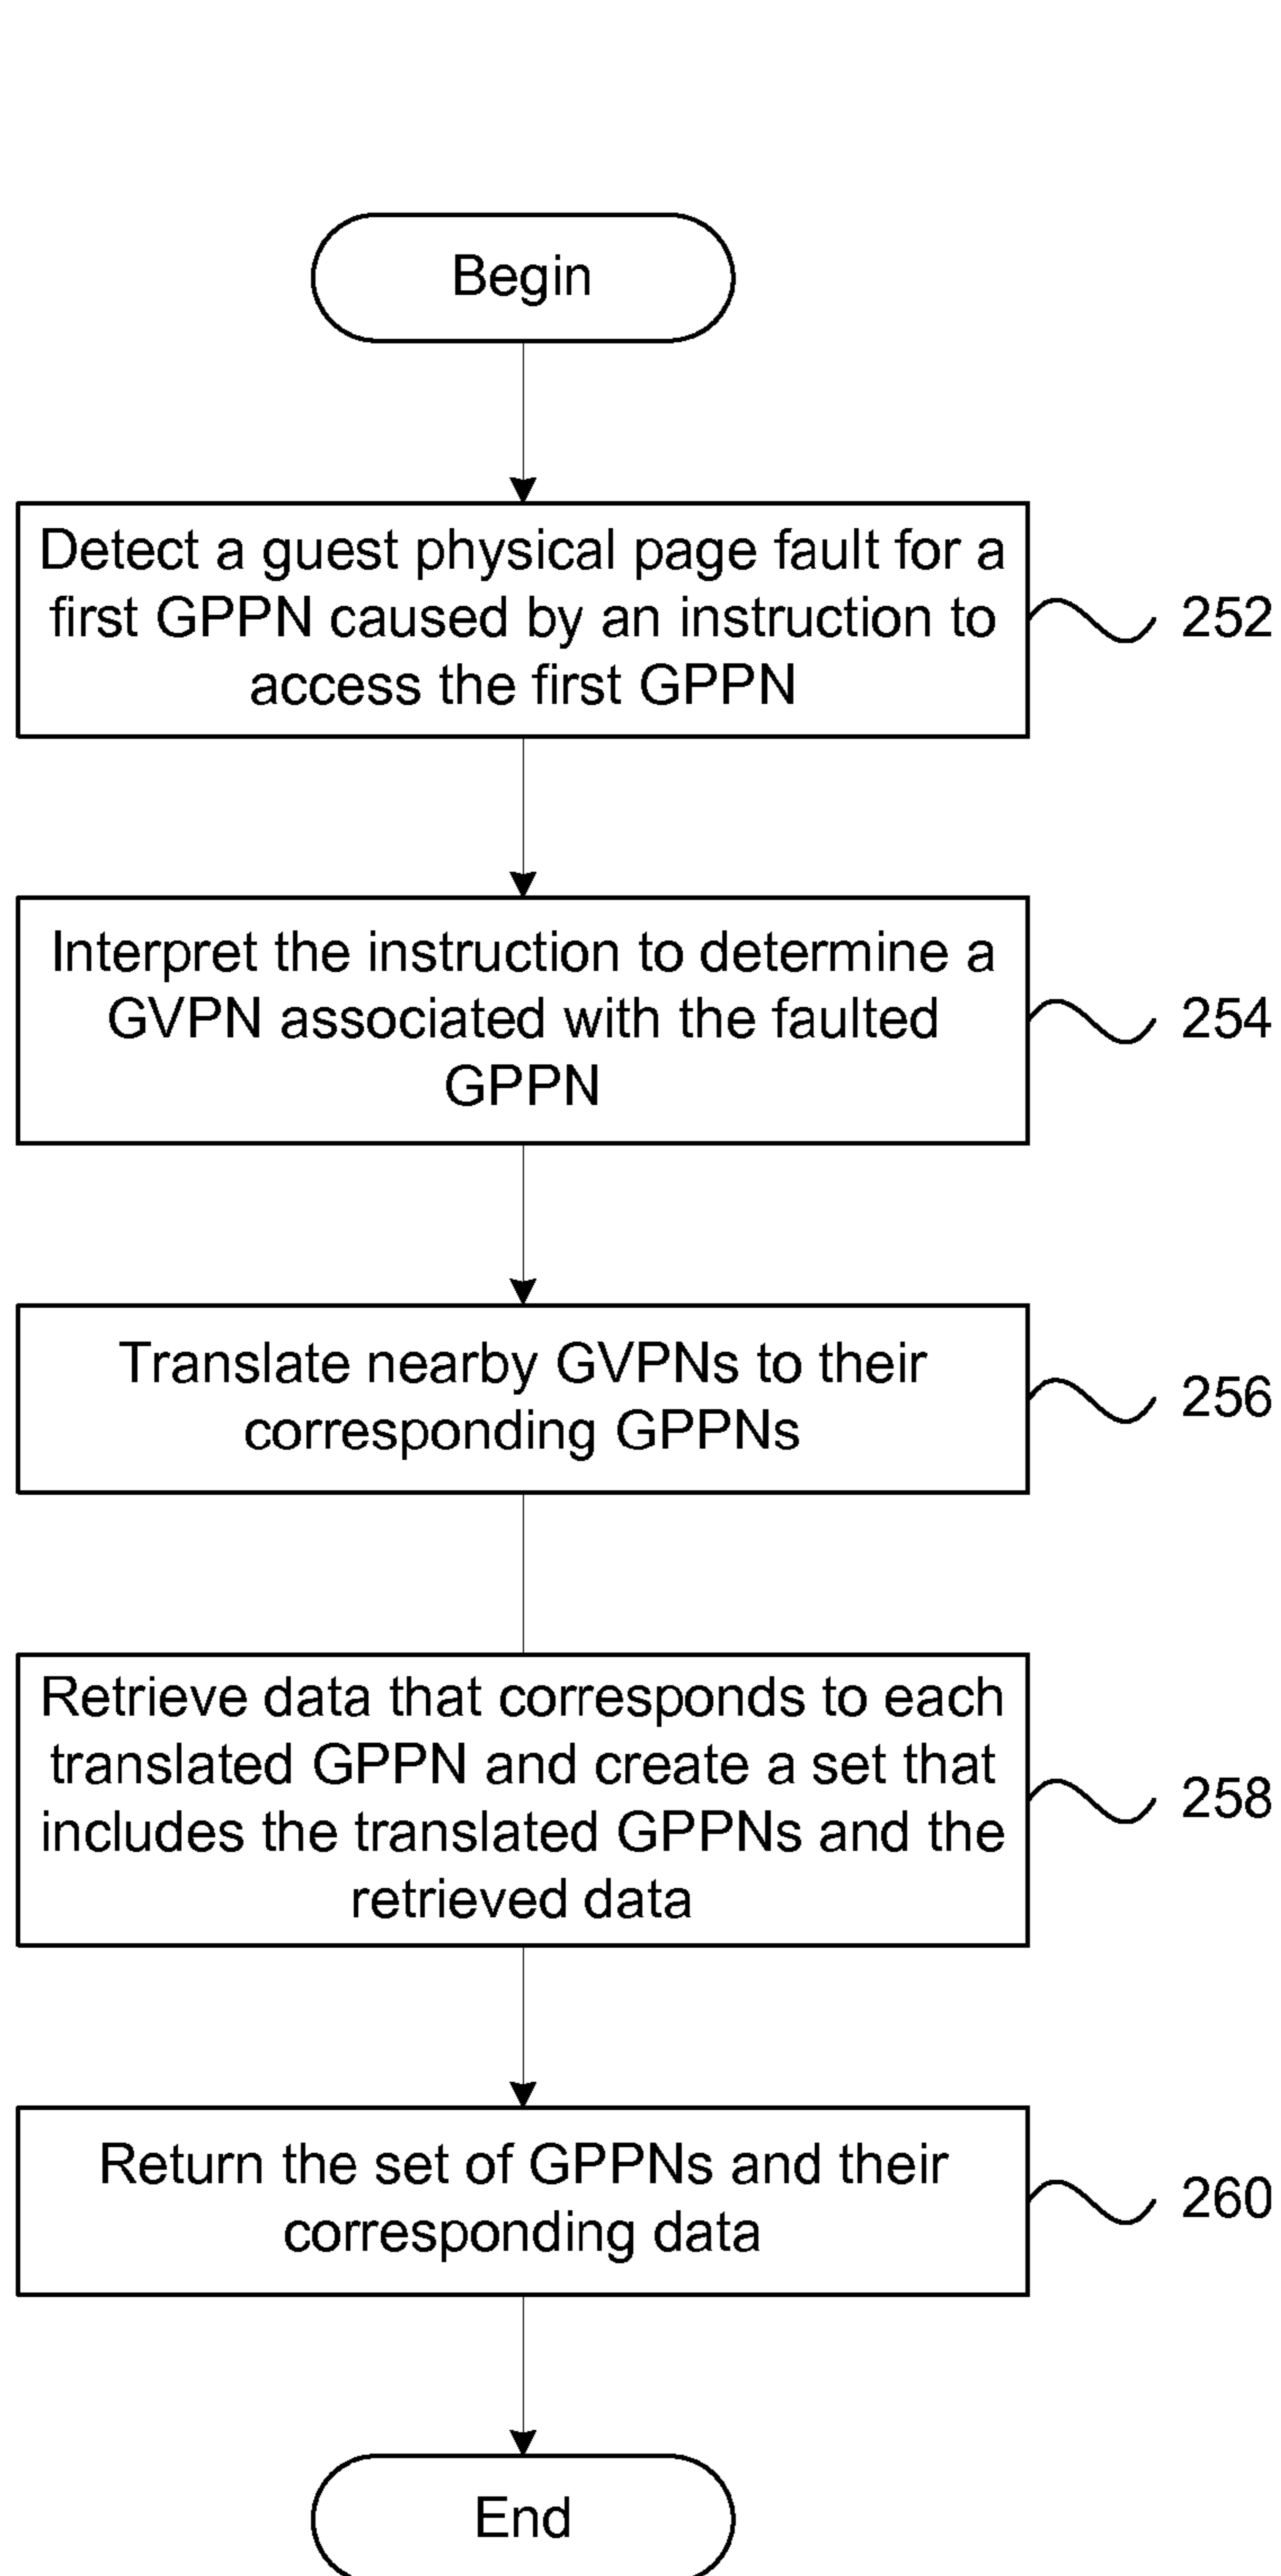 Begin
Detect a guest physical page fault for a
first GPPN caused by an instruction to
access the first GPPN
252
Interpret the instruction to determine a
GVPN associated with the faulted
GPPN
254
Translate nearby GVPNs to their
corresponding GPPNs
256
Retrieve data that corresponds to each
translated GPPN and create a set that
includes the translated GPPNs and the
retrieved data
258
Return the set of GPPNs and their
corresponding data
260
End